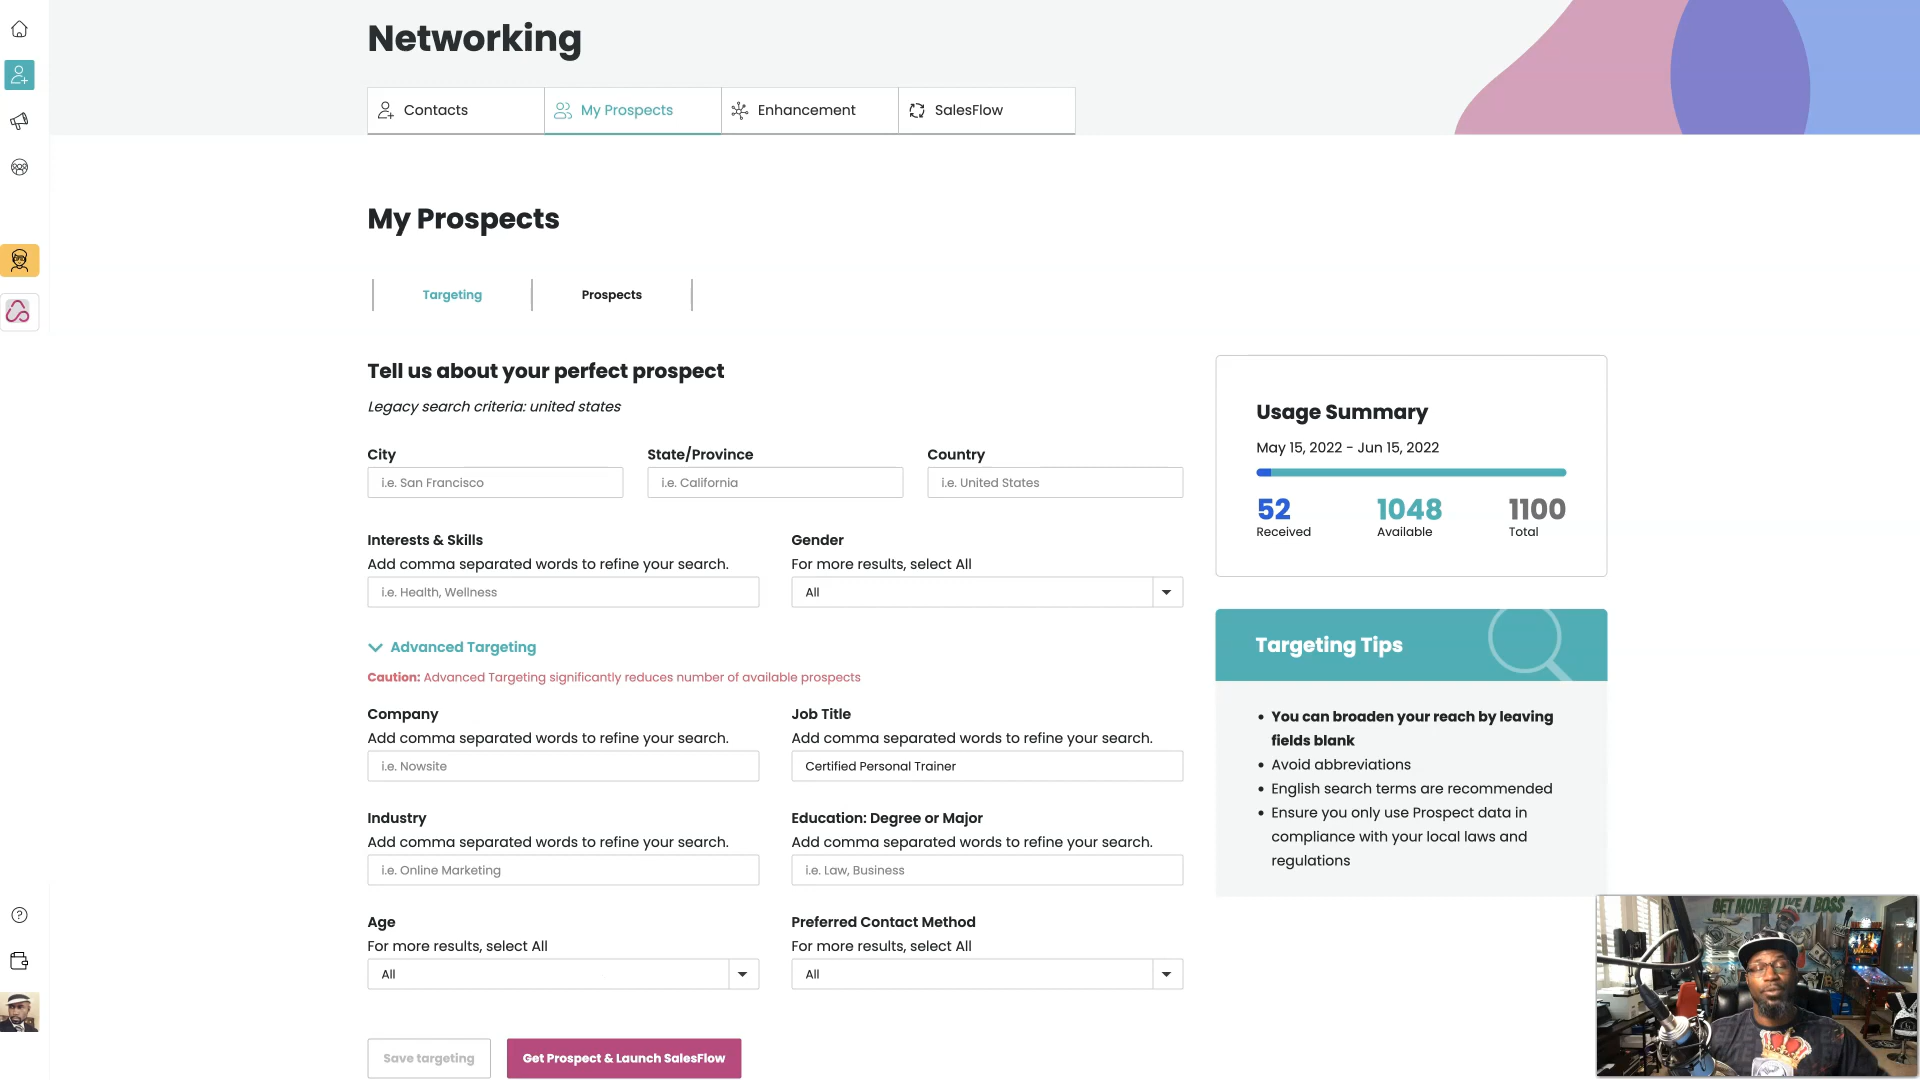 Networking
Contacts
My Prospects
Enhancement
SalesFlow
My Prospects
Targeting
Prospects
Tell us about your perfect prospect
Legacy search criteria: united states
City
State/Province
Country
i.e. San Francisco
i.e. California
i.e. United States
Interests & Skills
Gender
Add comma separated words to refine your search.
For more results, select All
i.e. Health, Wellness
All
Advanced Targeting
Caution: Advanced Targeting significantly reduces number of available prospects
Company
Job Title
Add comma separated words to refine your search.
Add comma separated words to refine your search.
i.e. Nowsite
Certified Personal Trainer
Industry
Education: Degree or Major
Add comma separated words to refine your search.
Add comma separated words to refine your search.
i.e. Online Marketing
i.e. Law, Business
Age
Preferred Contact Method
For more results, select All
For more results, select All
All
All
Save targeting
Get Prospect & Launch SalesFlow
Usage Summary
May 15, 2022 - Jun 15, 2022
52
1048
1100
Received
Available
Total
Targeting Tips
• You can broaden your reach by leaving
fields blank
• Avoid abbreviations
• English search terms are recommended
• Ensure you only use Prospect data in
compliance with your local laws and
regulations
GET MONEY LIKE A BOSS